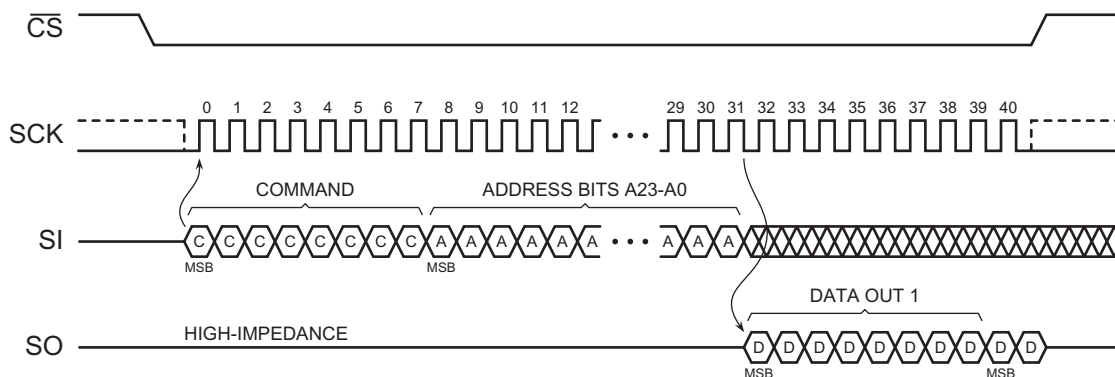 CS
0 1 2 3 4 5 6 7 8 9 10 11 12 29 30 31 32 33 34 35 36 37 38 39 40
SCK
COMMAND ADDRESS BITS A23-A0
SI C C C C C C C C A A A A A A • • • A A A
MSB MSB
DATA OUT 1
HIGH-IMPEDANCE
SO D D D D D D D D D D
MSB MSB